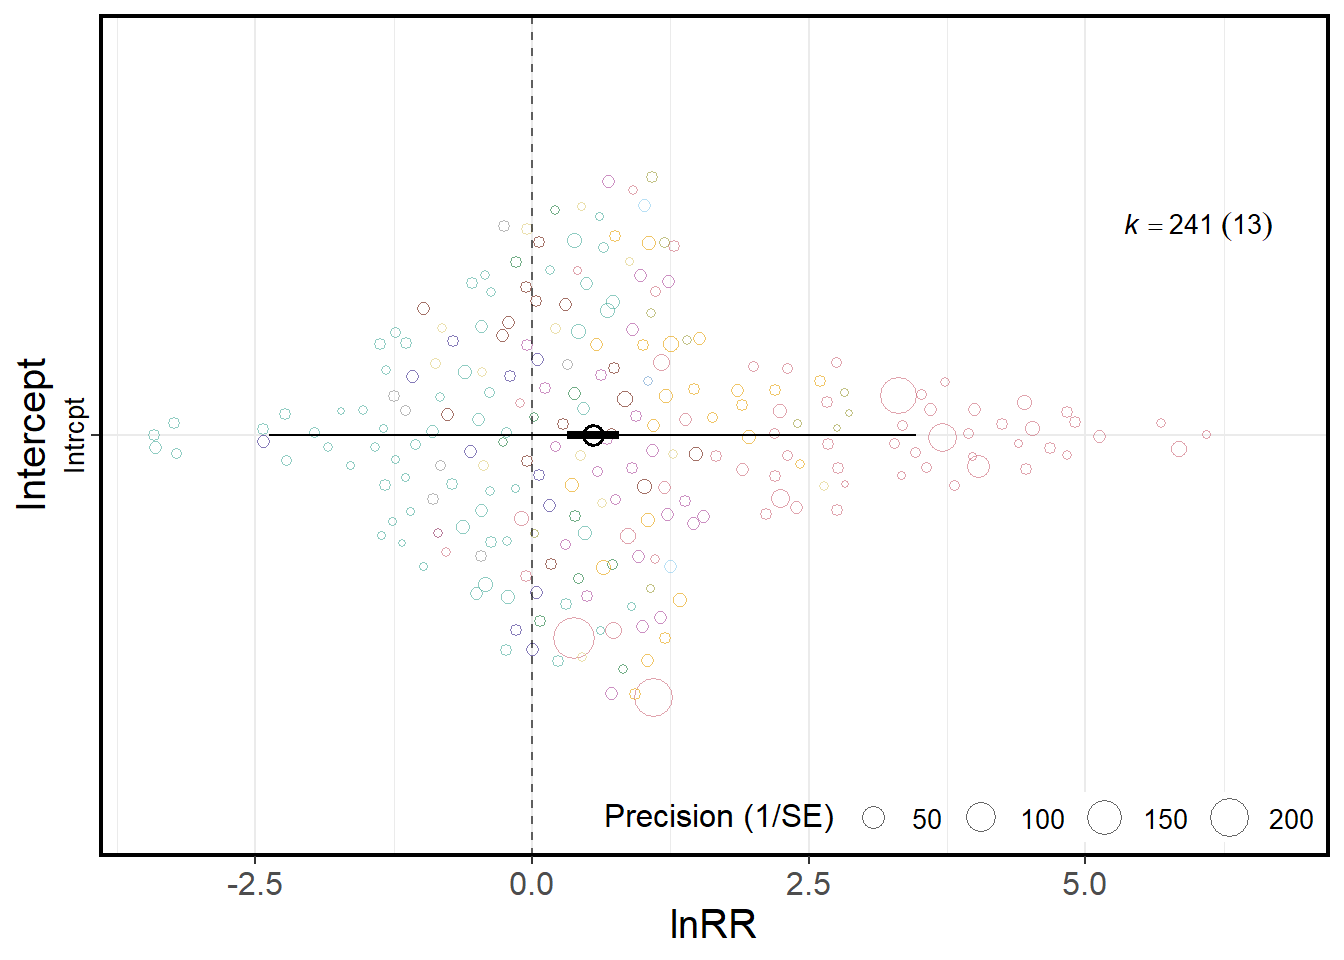 k = 241 (13)
Intercept
Intrcpt
Precision (1/SE) 50 100 150 200
-2.5 0.0 2.5 5.0
lnRR